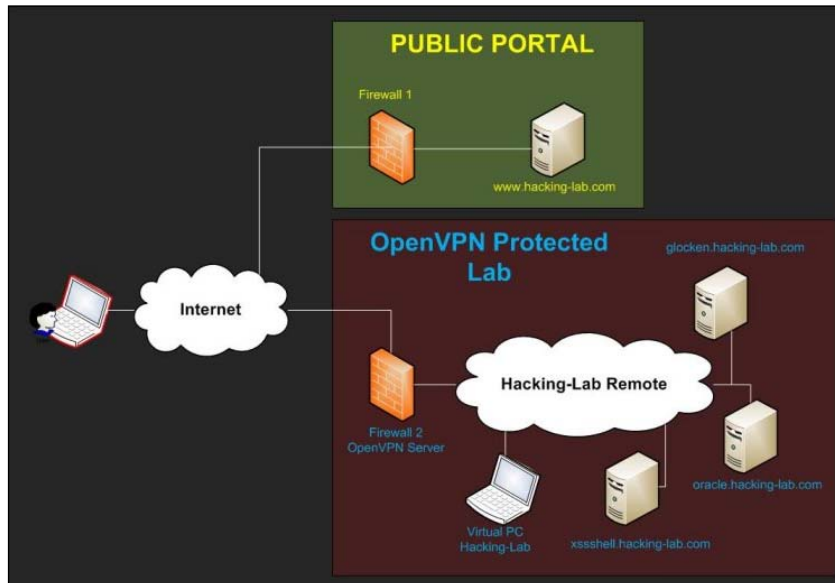 PUBLIC PORTAL
Firewall 1
www.hacking-lab.com
OpenVPN Protected
Lab
glocken.hacking-lab.com
Internet
Hacking-Lab Remote
Firewall 2
OpenVPN Server
oracle.hacking-lab.com
Virtual PC
Hacking-Lab
xssshell.hacking-lab.com